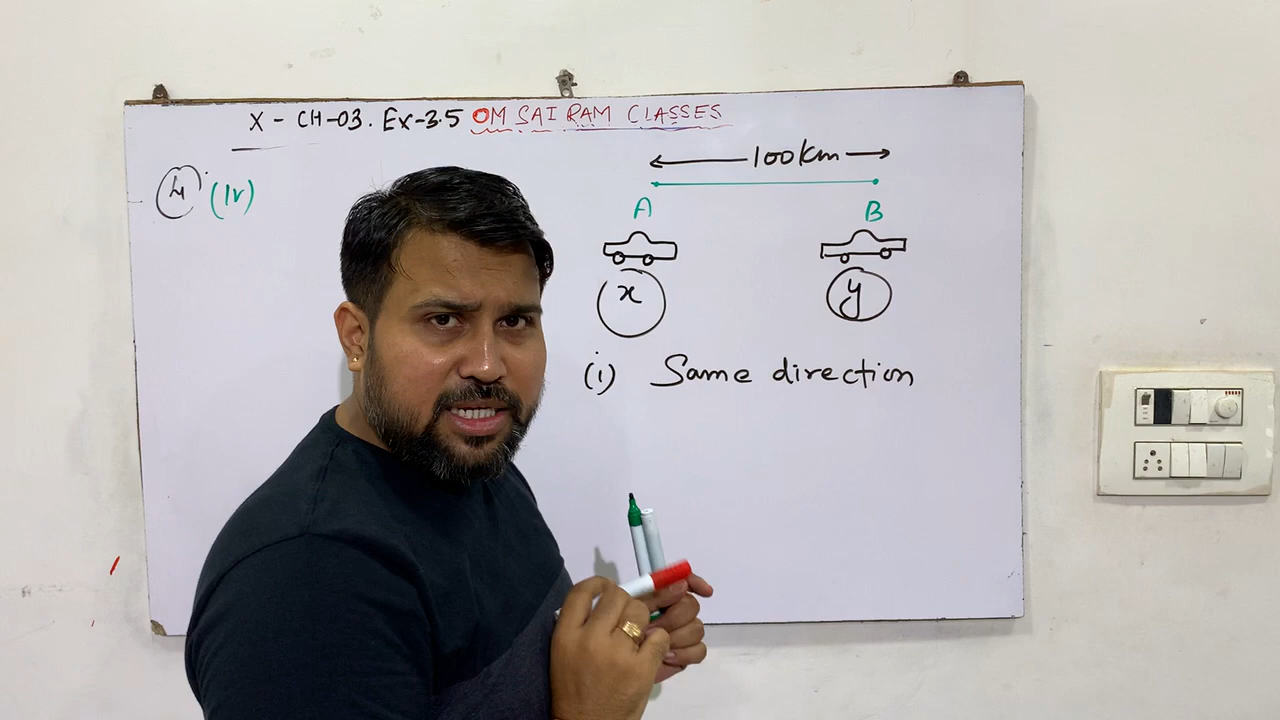 X - CH-03. Ex-3.5 OM SAI RAM CLASSES
4. (iv)
100km
A B
x y
(i) Same direction